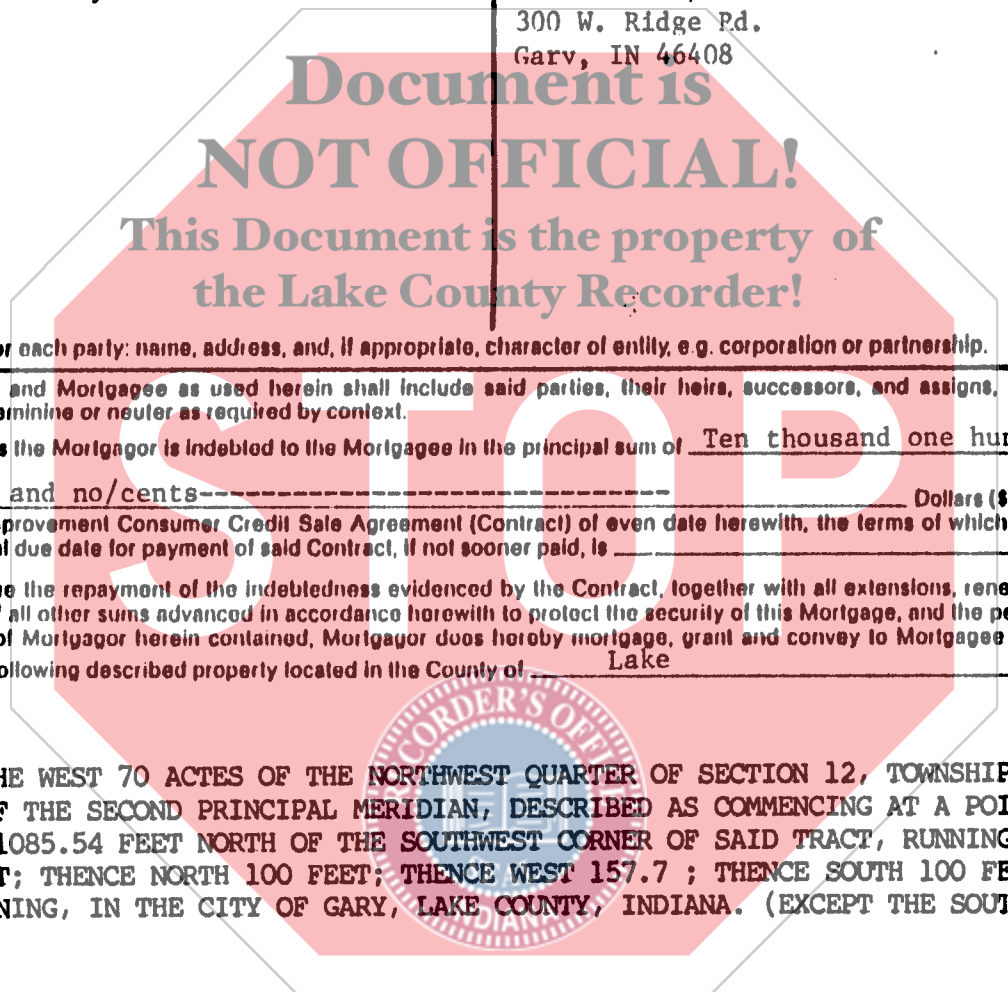 300 W. Ridge Rd.
Gary, IN 46408
Document is
NOT OFFICIAL!
This Document is the property of
the Lake County Recorder!
or each party: name, address, and, if appropriate, character of entity, e.g. corporation or partnership.
and Mortgagee as used herein shall include said parties, their heirs, successors, and assigns,
eminine or neuter as required by context.
s the Mortgagor is indebted to the Mortgagee in the principal sum of Ten thousand one hun
and no/cents------------------------------------ Dollars ($
provement Consumer Credit Sale Agreement (Contract) of even date herewith, the terms of which
l due date for payment of said Contract, if not sooner paid, is
e the repayment of the indebtedness evidenced by the Contract, together with all extensions, rene
f all other sums advanced in accordance herewith to protect the security of this Mortgage, and the pe
of Mortgagor herein contained, Mortgagor does hereby mortgage, grant and convey to Mortgagee
ollowing described property located in the County of Lake
STOP
RECORDER'S OFFI
HE WEST 70 ACTES OF THE NORTHWEST QUARTER OF SECTION 12, TOWNSHIP
F THE SECOND PRINCIPAL MERIDIAN, DESCRIBED AS COMMENCING AT A POI
1085.54 FEET NORTH OF THE SOUTHWEST CORNER OF SAID TRACT, RUNNING
T; THENCE NORTH 100 FEET; THENCE WEST 157.7 ; THENCE SOUTH 100 FE
NING, IN THE CITY OF GARY, LAKE COUNTY, INDIANA. (EXCEPT THE SOUT
INDIANA